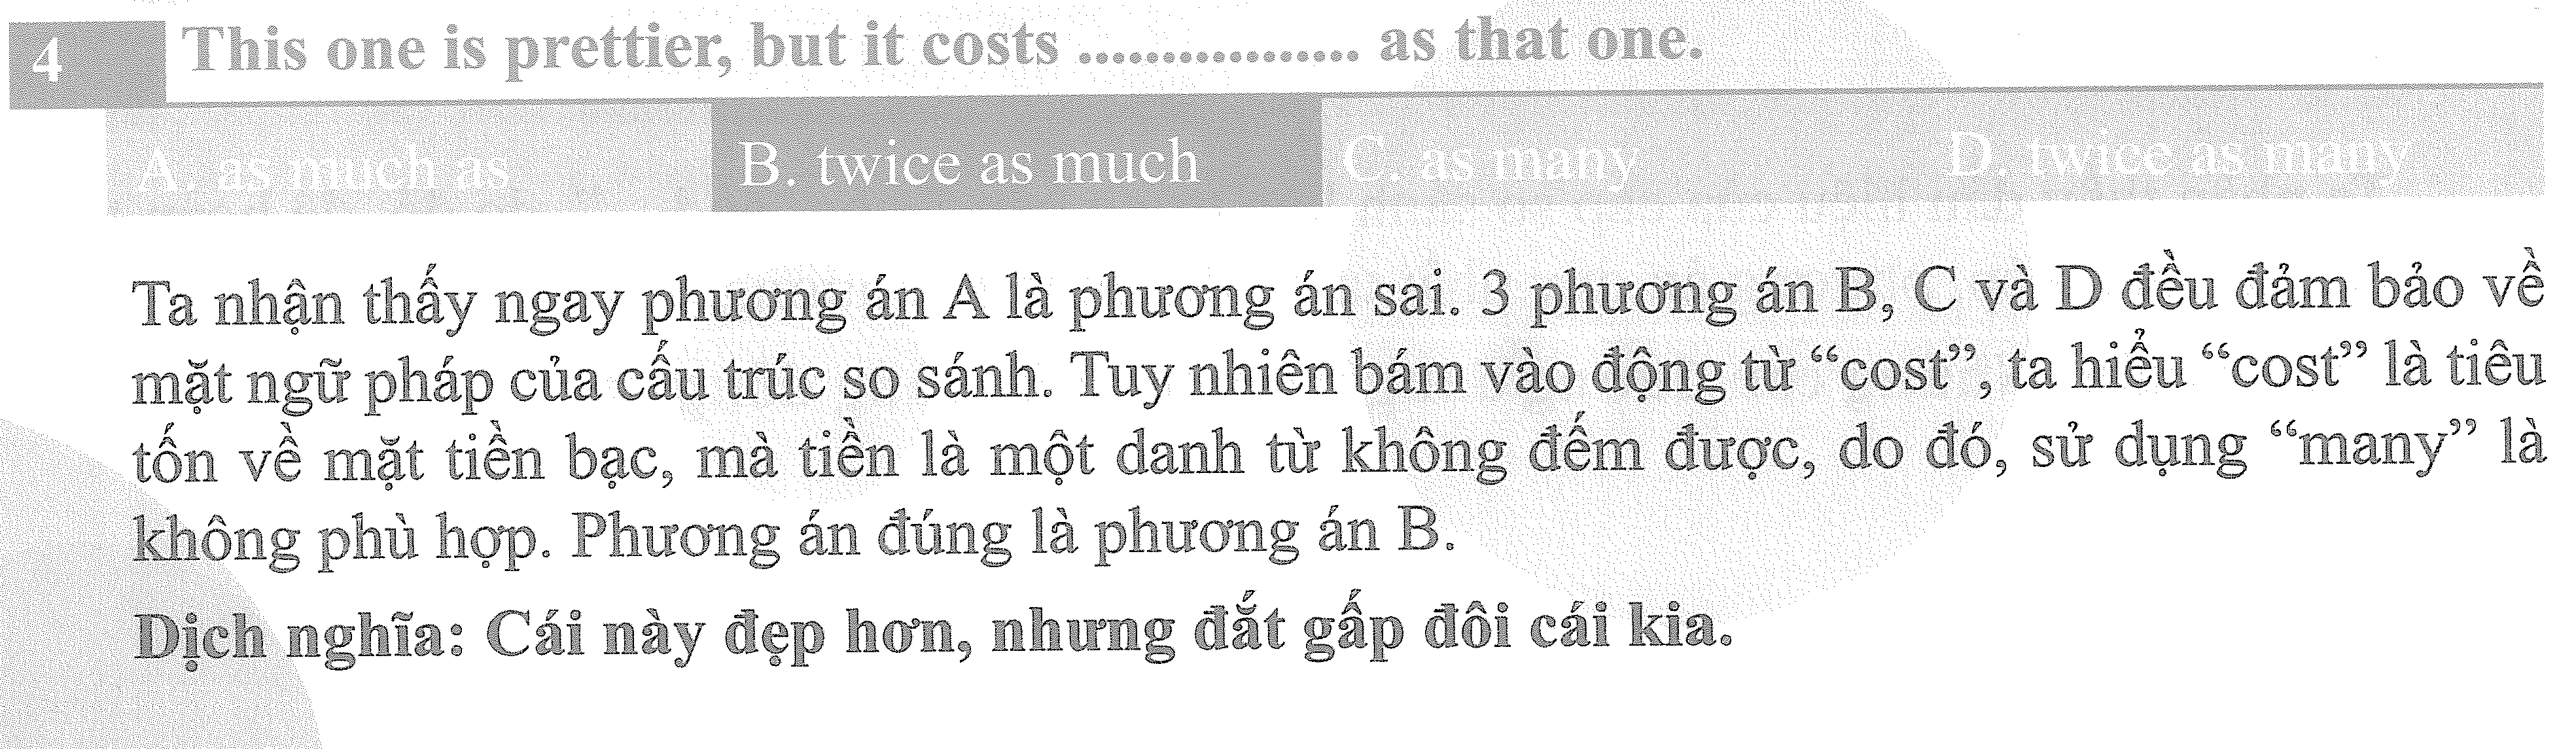 4 This one is prettier, but it costs ................ as that one.
A. as much as B. twice as much C. as many D. twice as many
Ta nhận thấy ngay phương án A là phương án sai. 3 phương án B, C và D đều đảm bảo về
mặt ngữ pháp của cấu trúc so sánh. Tuy nhiên bám vào động từ “cost”, ta hiểu “cost” là tiêu
tốn về mặt tiền bạc, mà tiền là một danh từ không đếm được, do đó, sử dụng “many” là
không phù hợp. Phương án đúng là phương án B.
Dịch nghĩa: Cái này đẹp hơn, nhưng đắt gấp đôi cái kia.